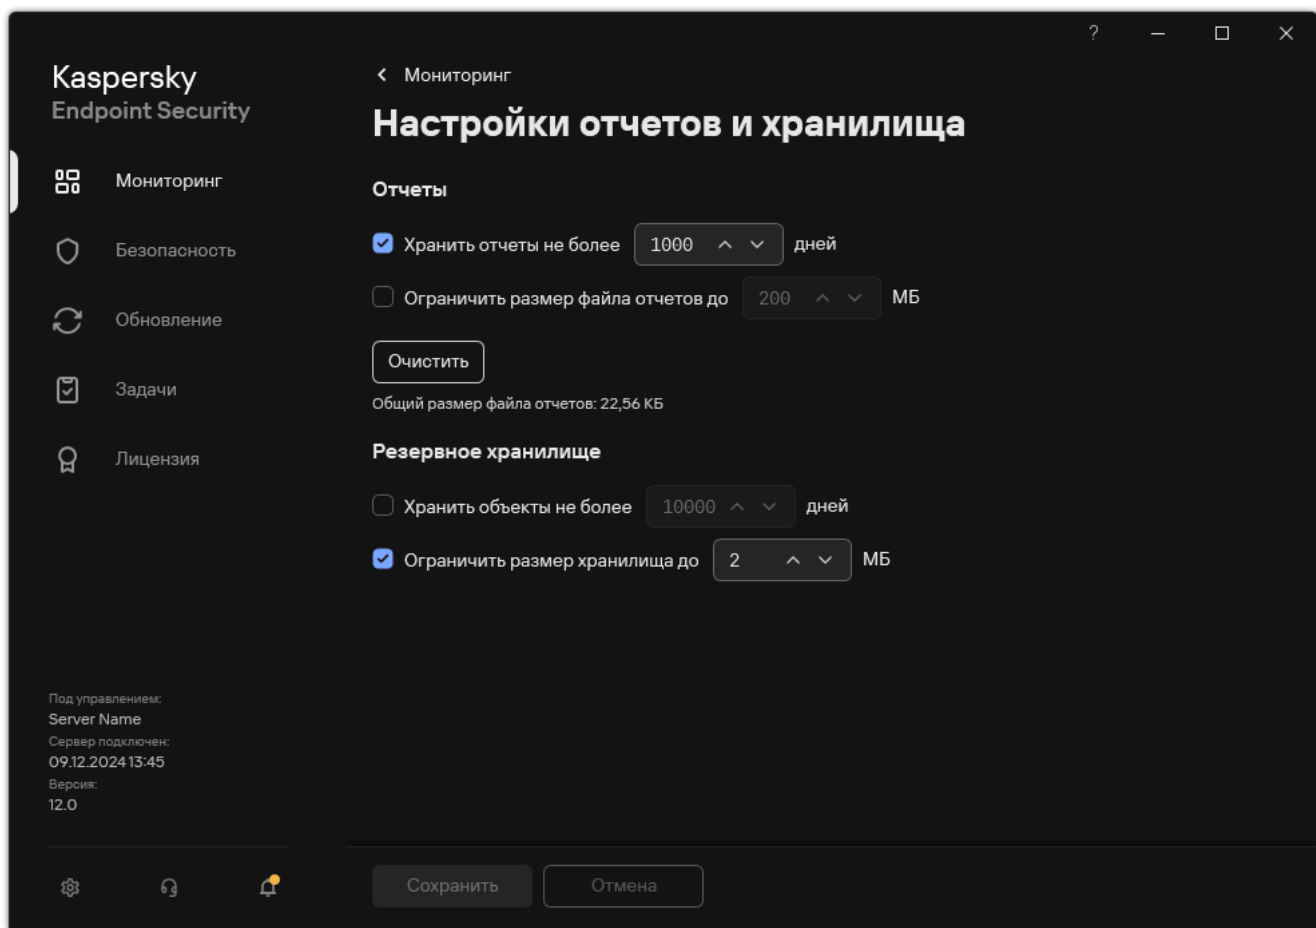 ?
Kaspersky
Endpoint Security
Мониторинг
Безопасность
Обновление
Задачи
Лицензия
Под управлением:
Server Name
Сервер подключен:
09.12.2024 13:45
Версия:
12.0
Мониторинг
Настройки отчетов и хранилища
Отчеты
Хранить отчеты не более 1000 дней
Ограничить размер файла отчетов до 200 МБ
Очистить
Общий размер файла отчетов: 22,56 КБ
Резервное хранилище
Хранить объекты не более 10000 дней
Ограничить размер хранилища до 2 МБ
Сохранить Отмена